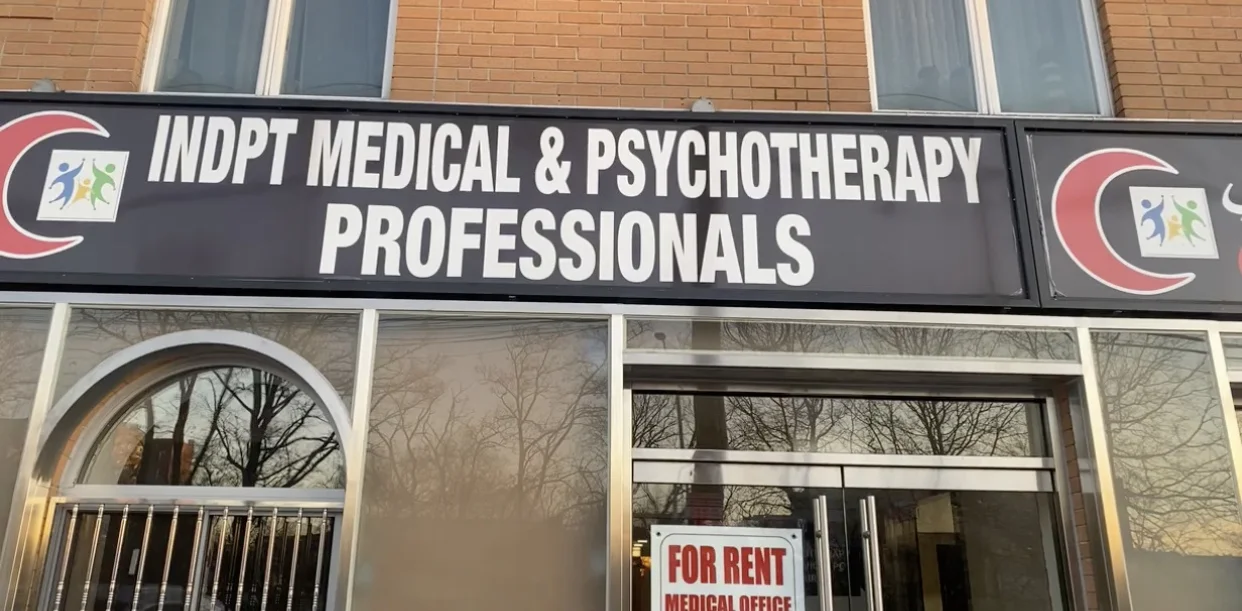 INDPT MEDICAL & PSYCHOTHERAPY
PROFESSIONALS
FOR RENT
MEDICAL OFFICE